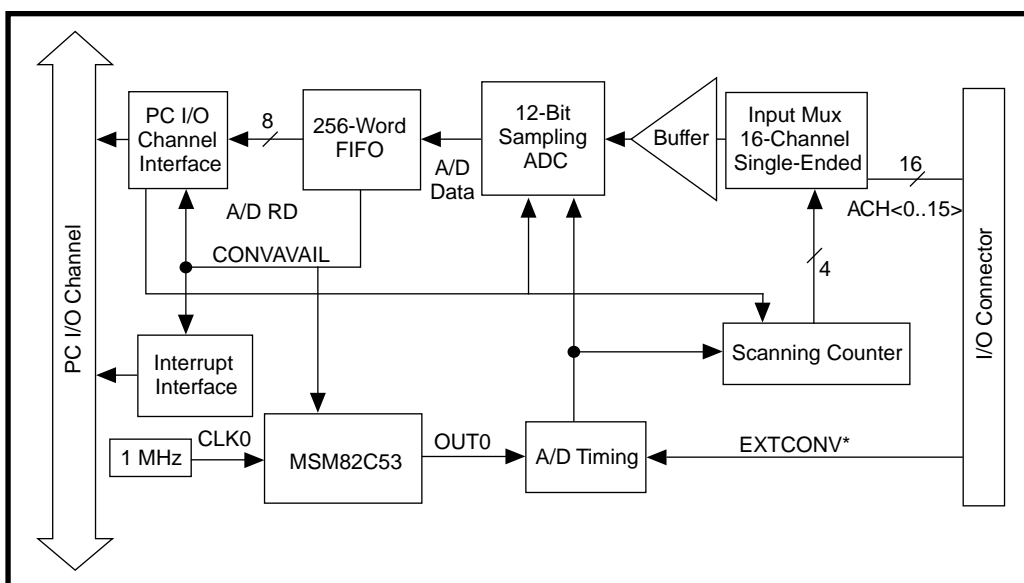 PC I/O
Channel
Interface
8
256-Word
FIFO
A/D
Data
12-Bit
Sampling
ADC
Buffer
Input Mux
16-Channel
Single-Ended
16
ACH<0..15>
A/D RD
CONVAVAIL
4
PC I/O Channel
I/O Connector
Interrupt
Interface
Scanning Counter
1 MHz
CLK0
MSM82C53
OUT0
A/D Timing
EXTCONV*